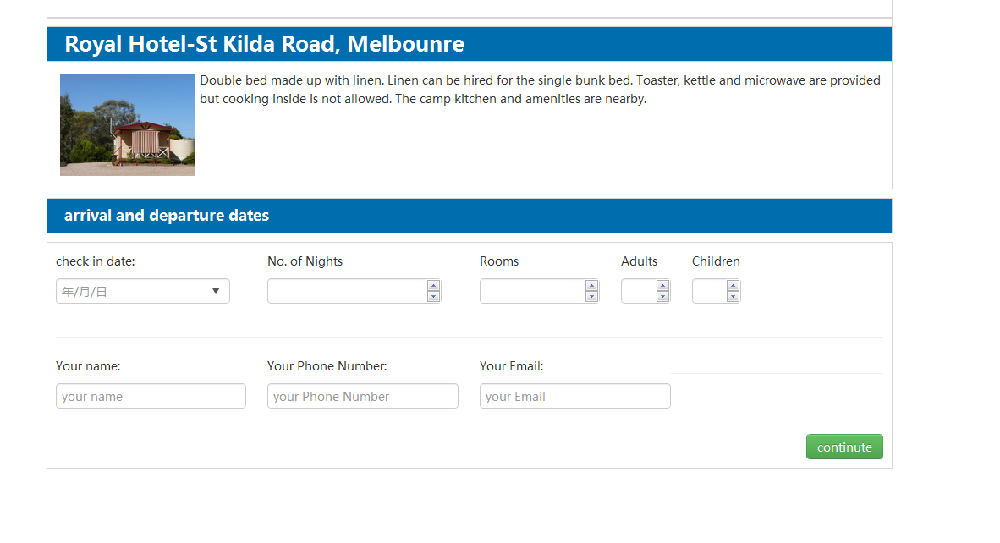 Royal Hotel-St Kilda Road, Melbounre
Double bed made up with linen. Linen can be hired for the single bunk bed. Toaster, kettle and microwave are provided
but cooking inside is not allowed. The camp kitchen and amenities are nearby.
arrival and departure dates
check in date: No. of Nights Rooms Adults Children
年/月/日
Your name: Your Phone Number: Your Email:
your name your Phone Number your Email
continute